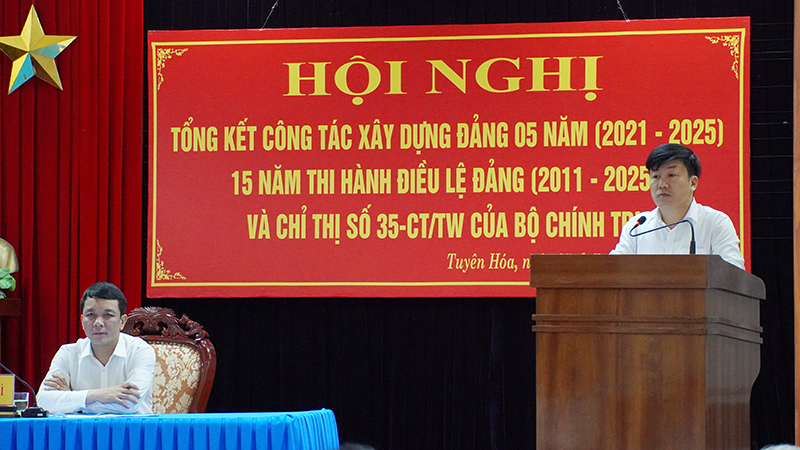 HỘI NGHỊ
TỔNG KẾT CÔNG TÁC XÂY DỰNG ĐẢNG 05 NĂM (2021 - 2025)
15 NĂM THI HÀNH ĐIỀU LỆ ĐẢNG (2011 - 2025
VÀ CHỈ THỊ SỐ 35-CT/TW CỦA BỘ CHÍNH
Tuyên Hóa,